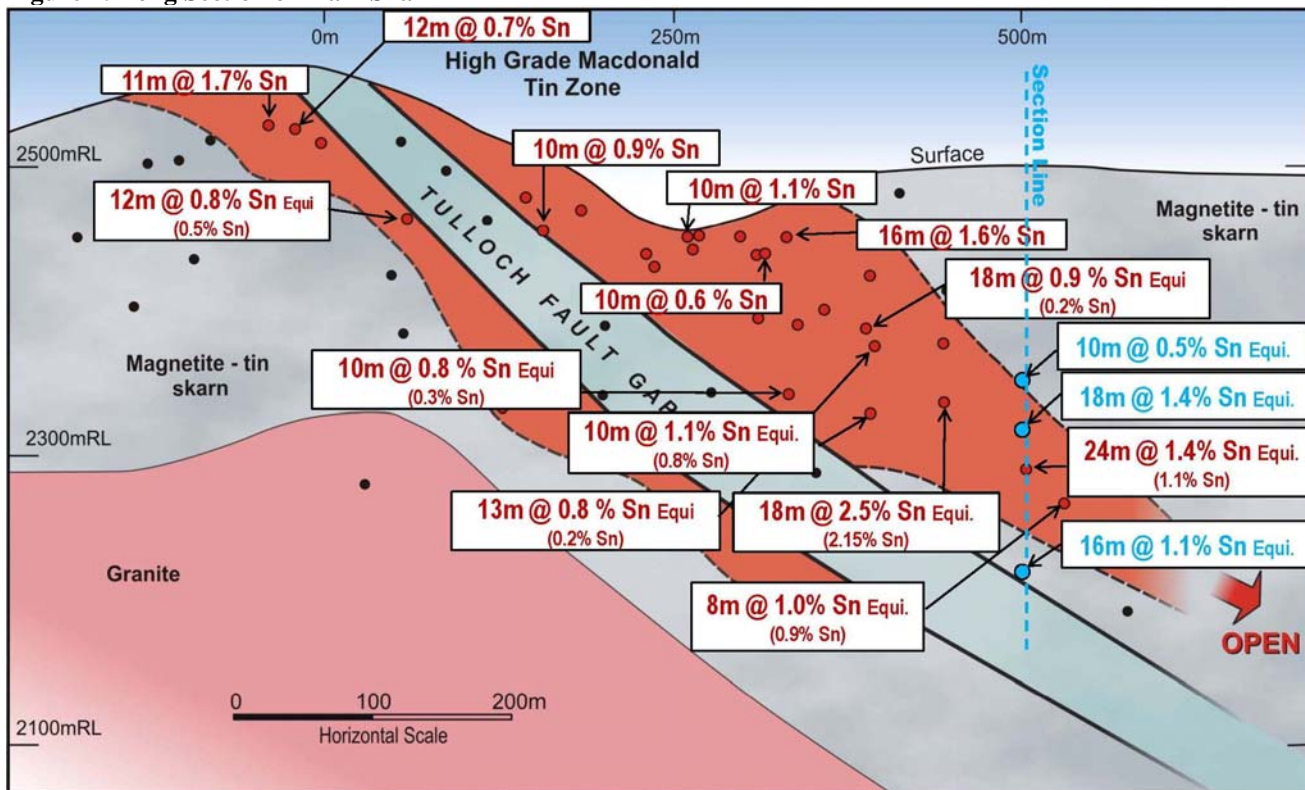 0m
250m
500m
12m @ 0.7% Sn
High Grade Macdonald
Tin Zone
11m @ 1.7% Sn
Section Line
10m @ 0.9% Sn
Surface
2500mRL
10m @ 1.1% Sn
12m @ 0.8% Sn Equi
(0.5% Sn)
Magnetite - tin
skarn
16m @ 1.6% Sn
TULLOCH FAULT GAP
18m @ 0.9 % Sn Equi
(0.2% Sn)
10m @ 0.6 % Sn
10m @ 0.5% Sn Equi.
Magnetite - tin
skarn
10m @ 0.8 % Sn Equi
(0.3% Sn)
18m @ 1.4% Sn Equi.
10m @ 1.1% Sn Equi.
(0.8% Sn)
2300mRL
24m @ 1.4% Sn Equi.
(1.1% Sn)
13m @ 0.8 % Sn Equi
(0.2% Sn)
18m @ 2.5% Sn Equi.
(2.15% Sn)
16m @ 1.1% Sn Equi.
Granite
8m @ 1.0% Sn Equi.
(0.9% Sn)
OPEN
0 100 200m
Horizontal Scale
2100mRL